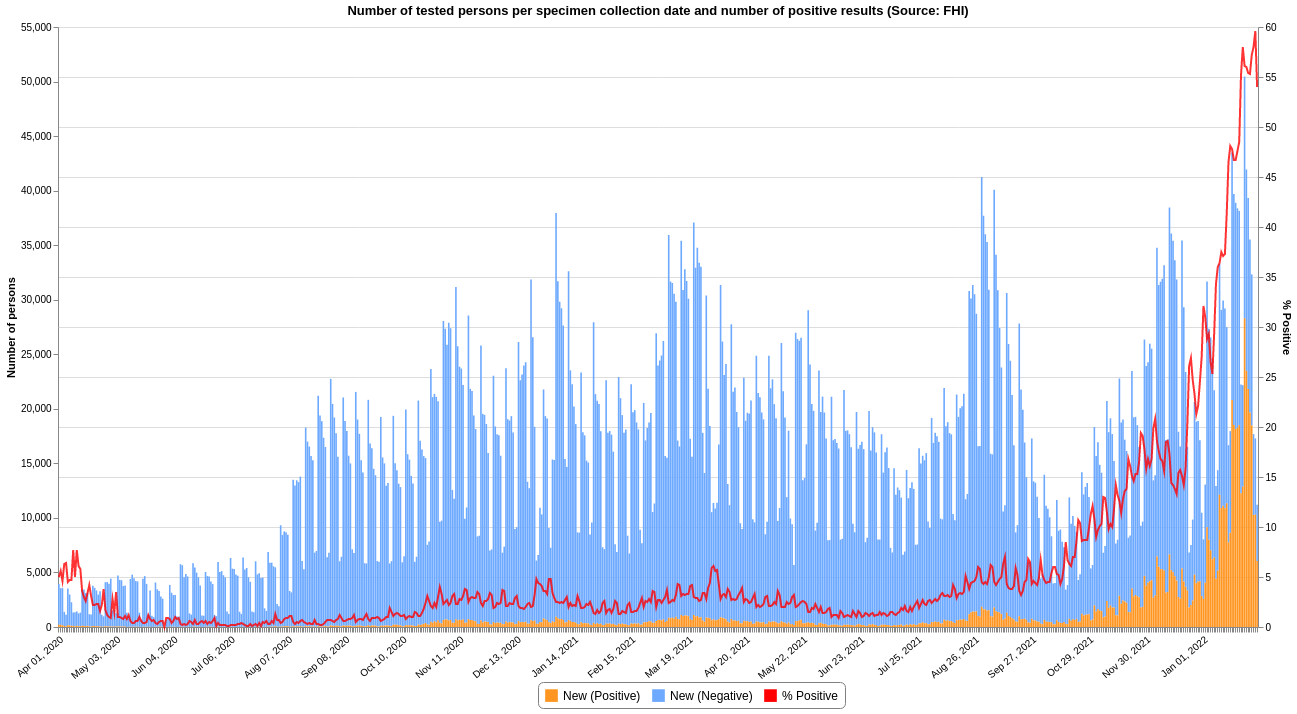 Number of tested persons per specimen collection date and number of positive results (Source: FHI)
55,000
50,000
45,000
40,000
35,000
30,000
25,000
20,000
15,000
10,000
5,000
0
Number of persons
60
55
50
45
40
35
30
25
20
15
10
5
0
% Positive
Apr 01, 2020
May 03, 2020
Jun 04, 2020
Jul 06, 2020
Aug 07, 2020
Sep 08, 2020
Oct 10, 2020
Nov 11, 2020
Dec 13, 2020
Jan 14, 2021
Feb 15, 2021
Mar 19, 2021
Apr 20, 2021
May 22, 2021
Jun 23, 2021
Jul 25, 2021
Aug 26, 2021
Sep 27, 2021
Oct 29, 2021
Nov 30, 2021
Jan 01, 2022
New (Positive)
New (Negative)
% Positive